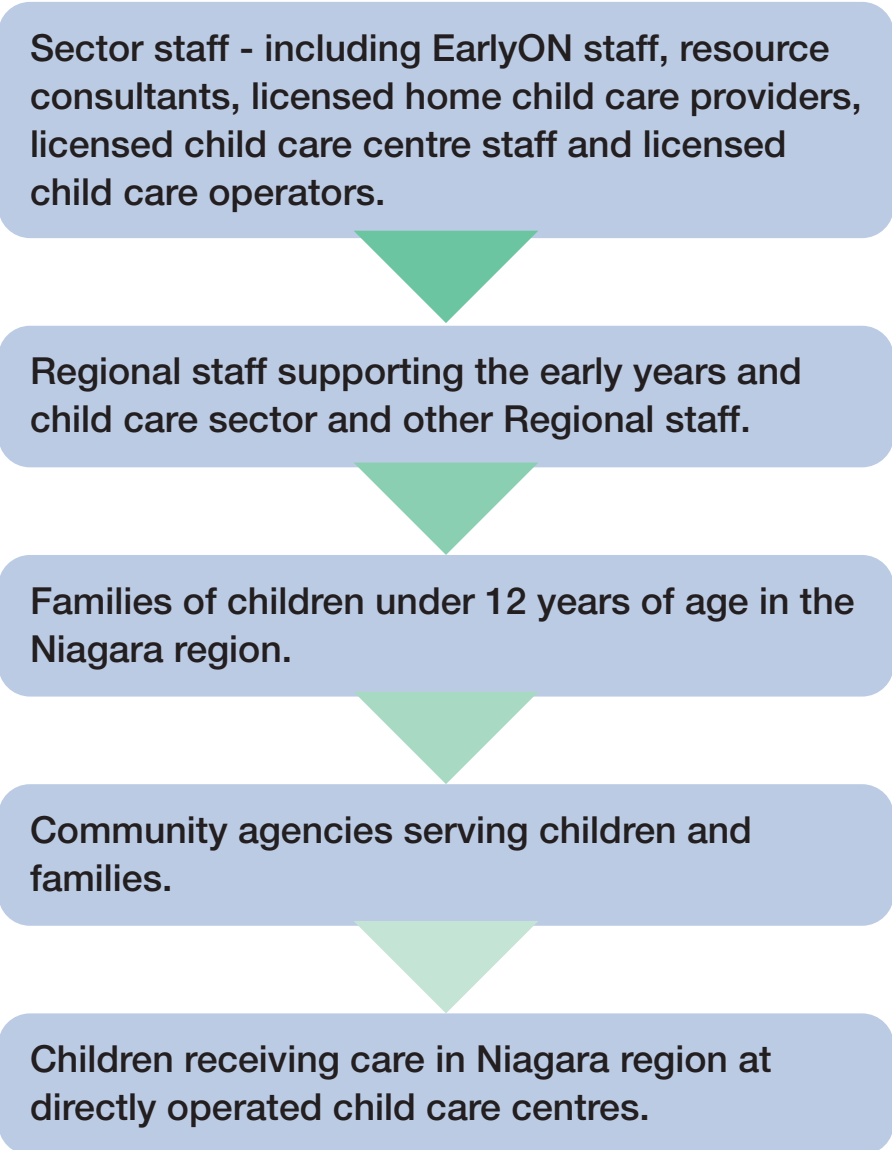 Sector staff - including EarlyON staff, resource
consultants, licensed home child care providers,
licensed child care centre staff and licensed
child care operators.
Regional staff supporting the early years and
child care sector and other Regional staff.
Families of children under 12 years of age in the
Niagara region.
Community agencies serving children and
families.
Children receiving care in Niagara region at
directly operated child care centres.